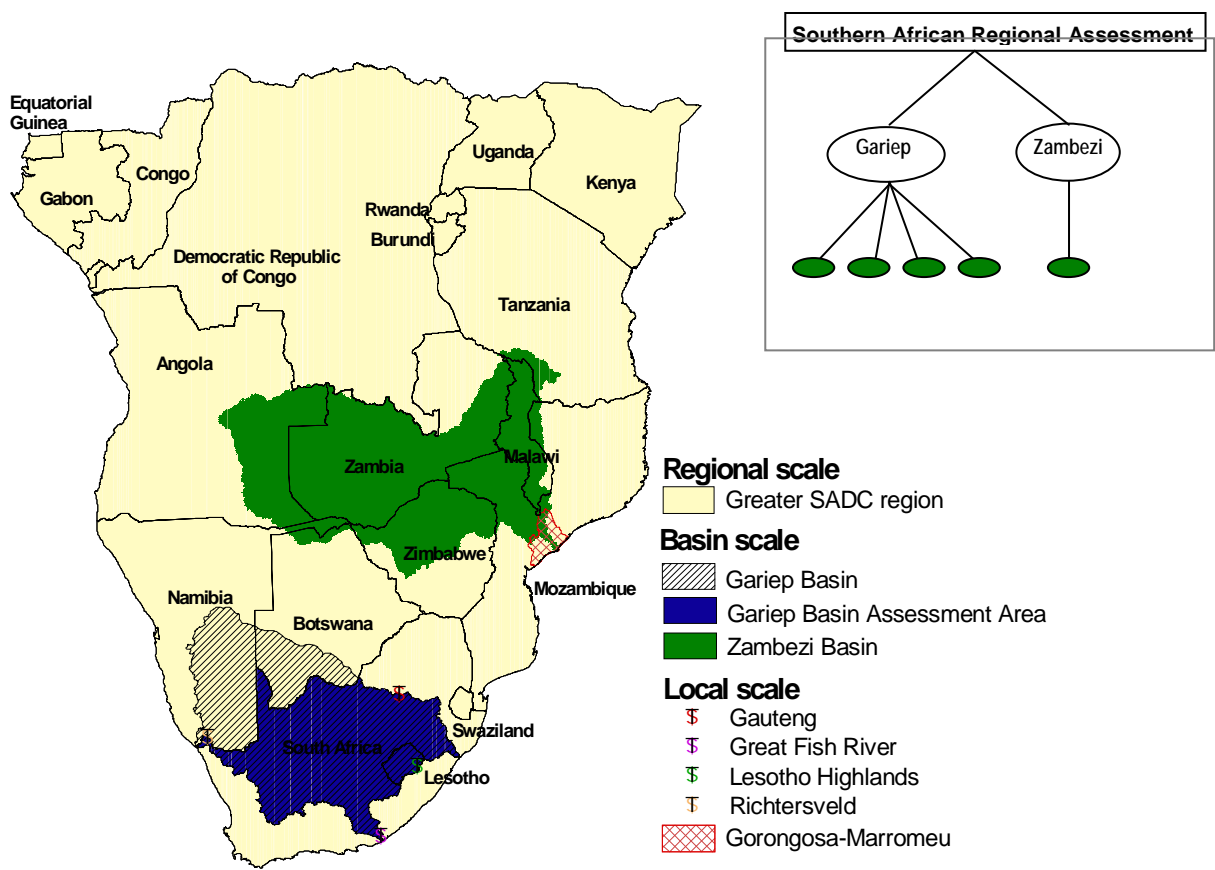 Southern African Regional Assessment
Gariep
Zambezi
Equatorial
Guinea
Congo
Gabon
Uganda
Kenya
Rwanda
Burundi
Democratic Republic
of Congo
Tanzania
Angola
Zambia
Malawi
Zimbabwe
Mozambique
Namibia
Botswana
Swaziland
South Africa
Lesotho
Regional scale
Greater SADC region
Basin scale
Gariep Basin
Gariep Basin Assessment Area
Zambezi Basin
Local scale
Gauteng
Great Fish River
Lesotho Highlands
Richtersveld
Gorongosa-Marromeu